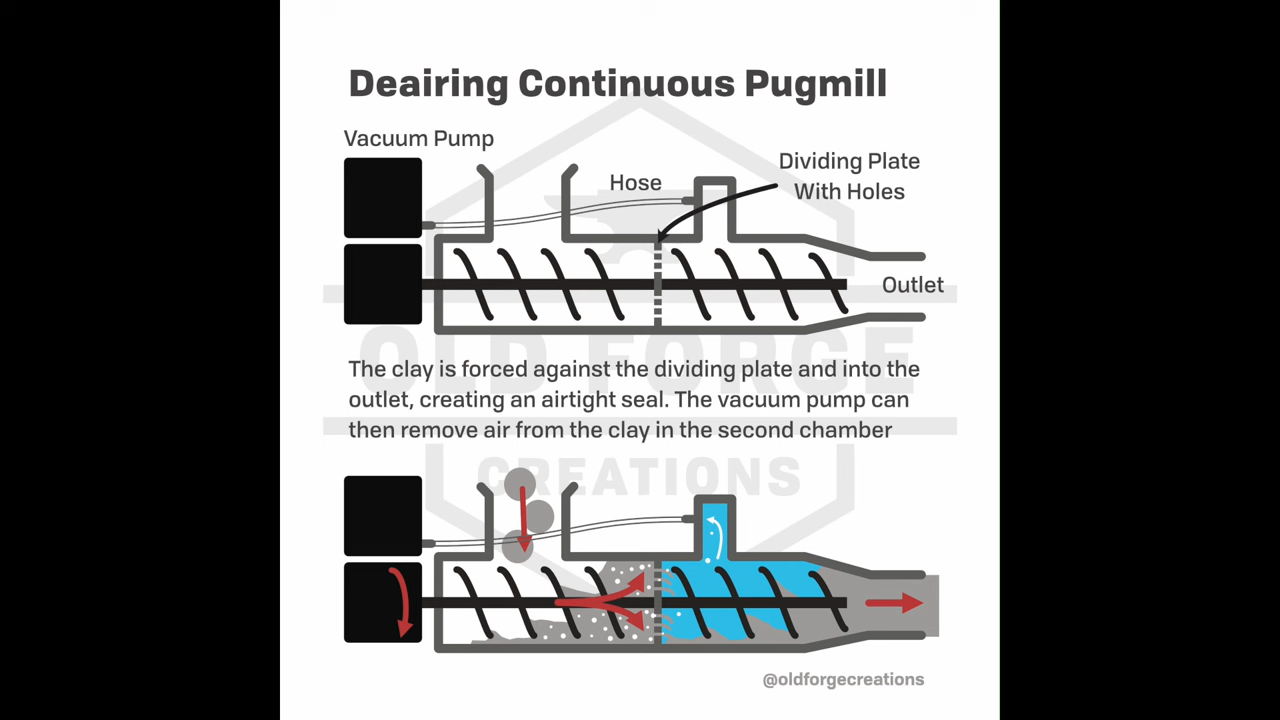 Deairing Continuous Pugmill
Vacuum Pump
Hose
Dividing Plate
With Holes
Outlet
OLD FORGE
The clay is forced against the dividing plate and into the
outlet, creating an airtight seal. The vacuum pump can
then remove air from the clay in the second chamber
CREATIONS
@oldforgecreations